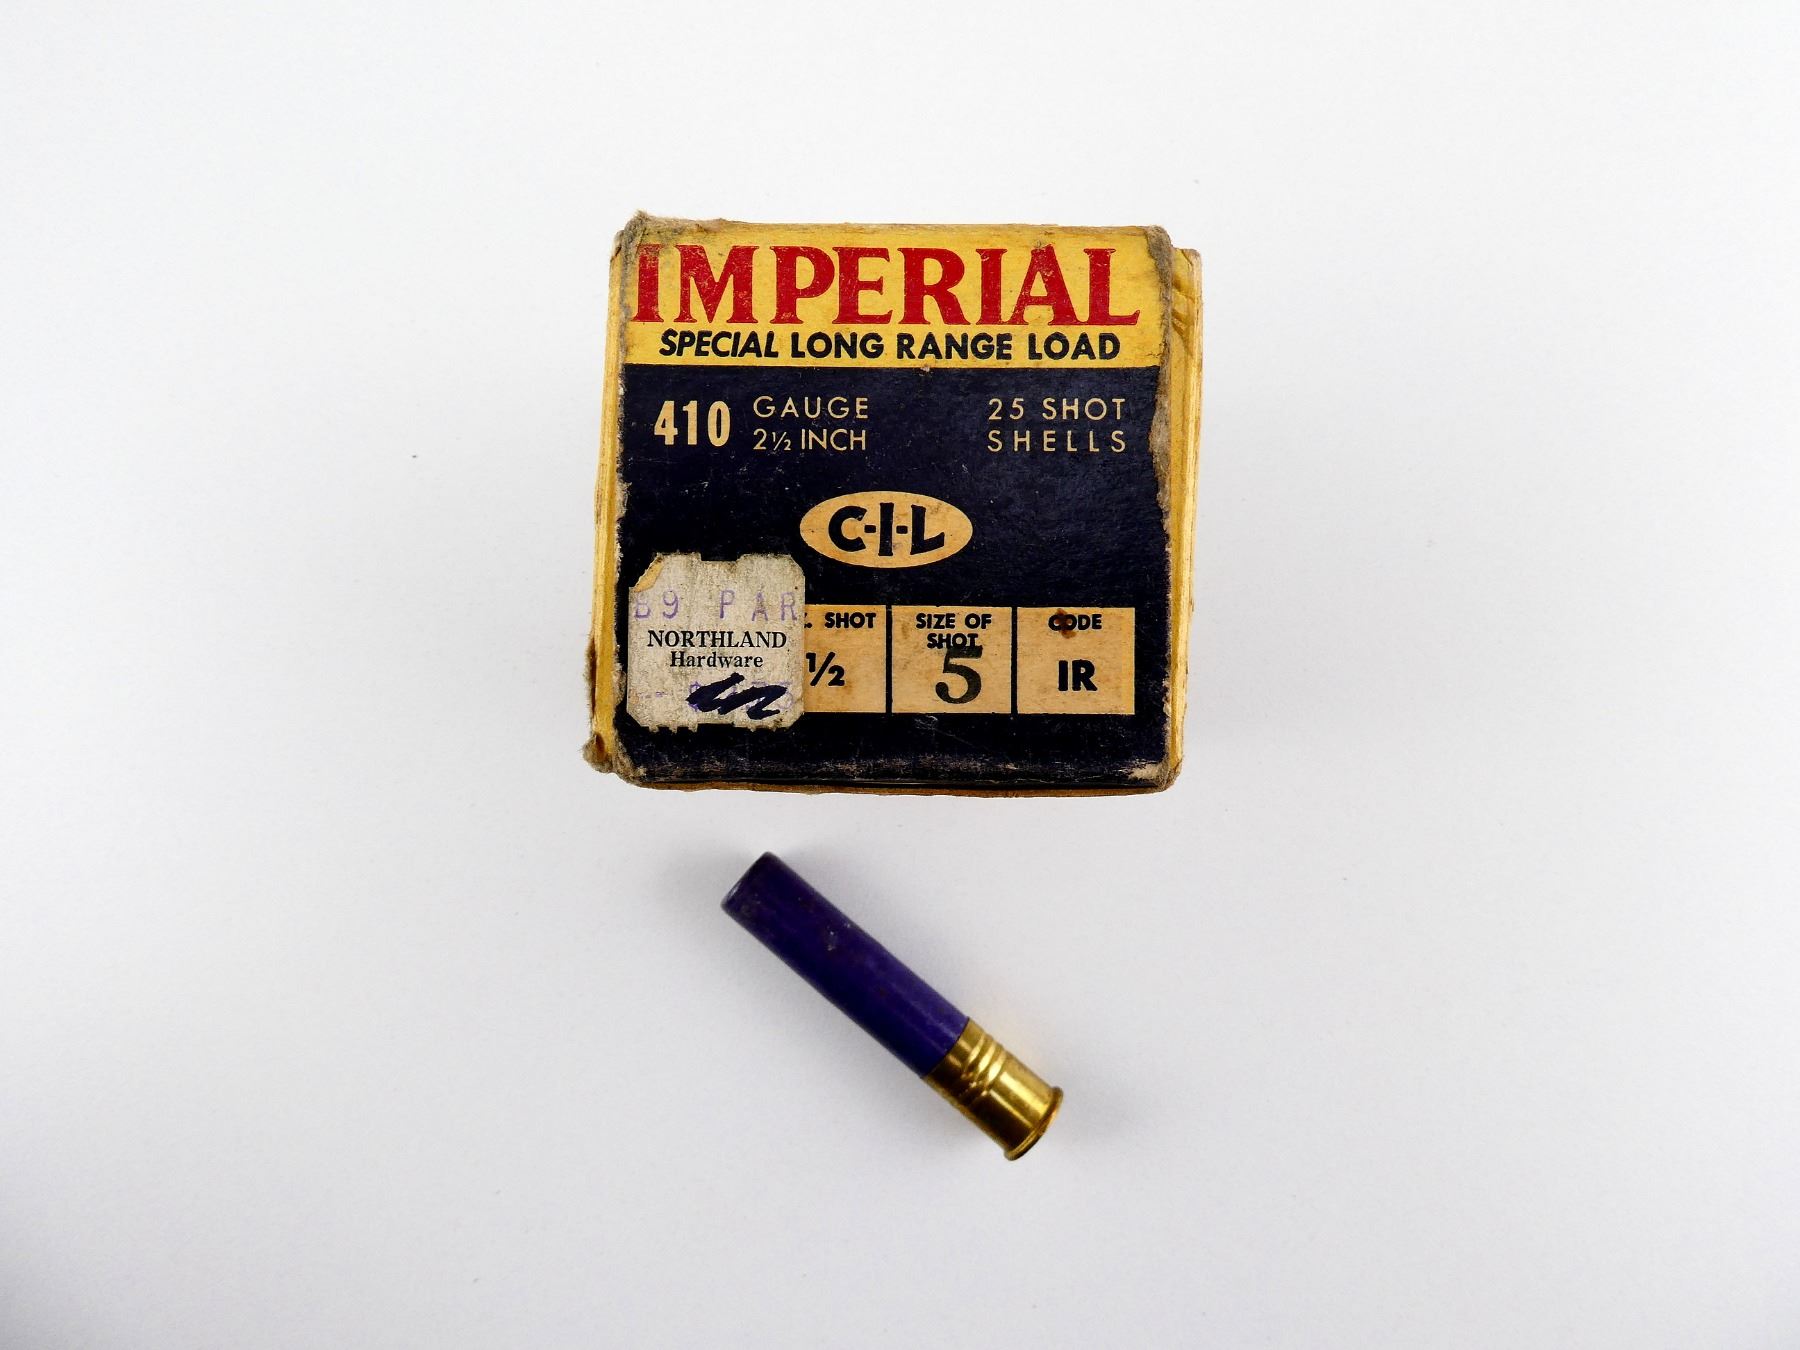 IMPERIAL
SPECIAL LONG RANGE LOAD
410 GAUGE
2½ INCH
25 SHOT
SHELLS
C-I-L
B9 PAR
NORTHLAND
Hardware
SHOT
½
SIZE OF
SHOT
5
CODE
IR